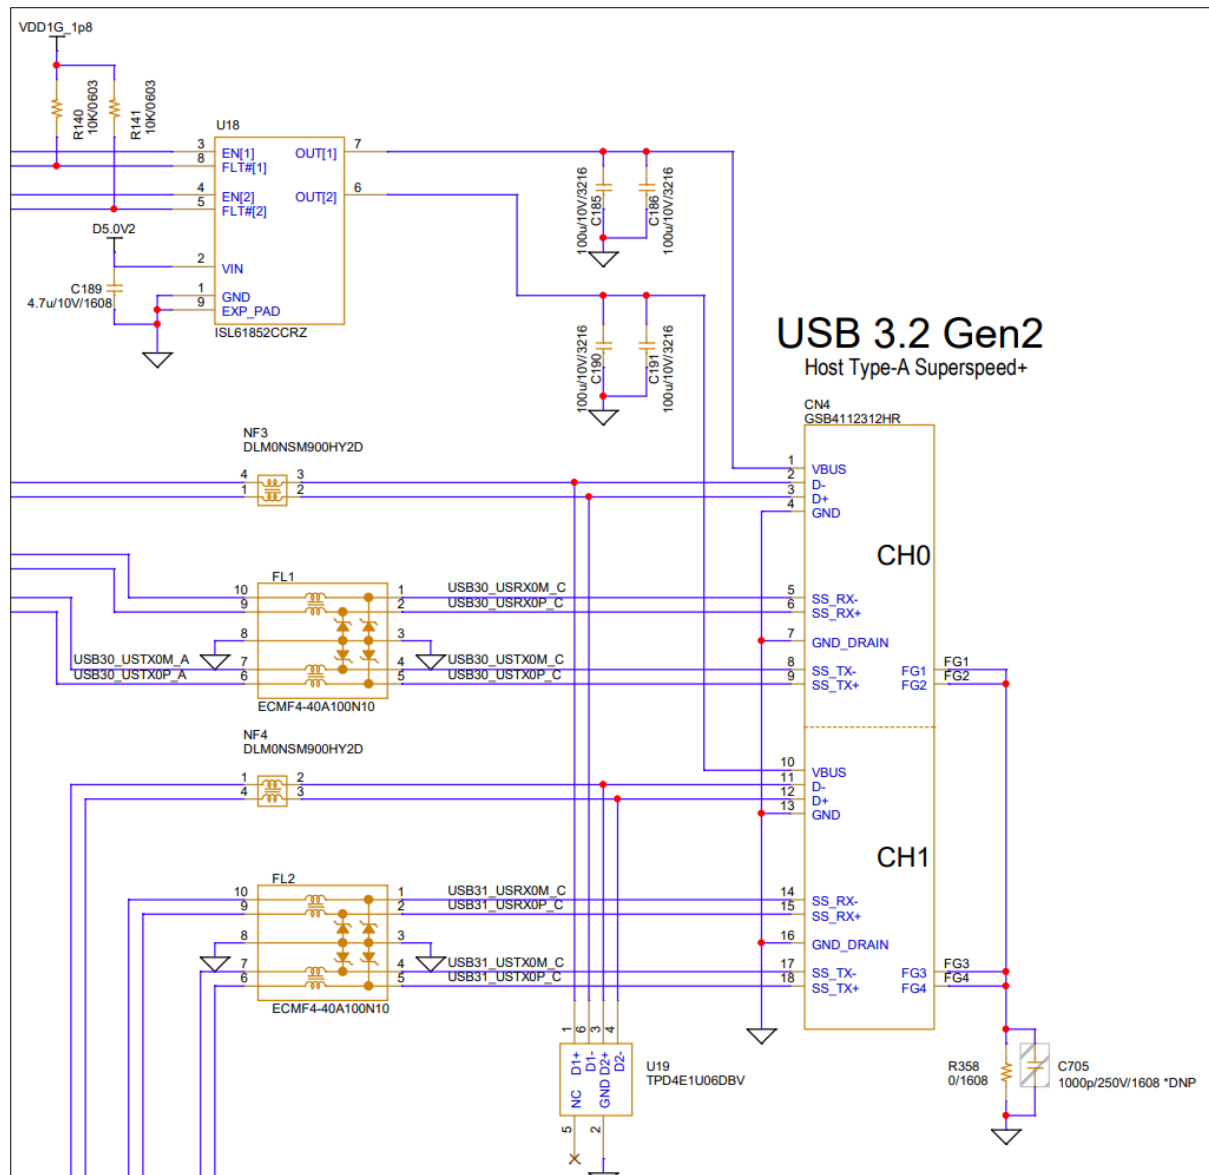 VDD1G_1p8
R140
10K/0603
R141
10K/0603
U18
3
EN[1]
OUT[1]
7
8
FLT#[1]
4
EN[2]
OUT[2]
6
5
FLT#[2]
D5.0V2
2
VIN
C189
4.7u/10V/1608
1
GND
9
EXP_PAD
ISL61852CCRZ
100u/10V/3216
C185
C186
100u/10V/3216
100u/10V/3216
C190
C191
100u/10V/3216
USB 3.2 Gen2
Host Type-A Superspeed+
CN4
GSB4112312HR
NF3
DLM0NSM900HY2D
4
3
1
2
1
VBUS
2
D-
3
D+
4
GND
CH0
FL1
10
1
USB30_USRX0M_C
5
SS_RX-
9
2
USB30_USRX0P_C
6
SS_RX+
8
3
7
GND_DRAIN
USB30_USTX0M_A
7
4
USB30_USTX0M_C
8
SS_TX-
FG1
FG1
USB30_USTX0P_A
6
5
USB30_USTX0P_C
9
SS_TX+
FG2
FG2
ECMF4-40A100N10
NF4
DLM0NSM900HY2D
1
2
4
3
10
VBUS
11
D-
12
D+
13
GND
CH1
FL2
10
1
USB31_USRX0M_C
14
SS_RX-
9
2
USB31_USRX0P_C
15
SS_RX+
8
3
16
GND_DRAIN
7
4
USB31_USTX0M_C
17
SS_TX-
FG3
FG3
6
5
USB31_USTX0P_C
18
SS_TX+
FG4
FG4
ECMF4-40A100N10
1
6
3
4
D1+
D1-
D2+
D2-
NC
GND
5
2
U19
TPD4E1U06DBV
R358
0/1608
C705
1000p/250V/1608 *DNP